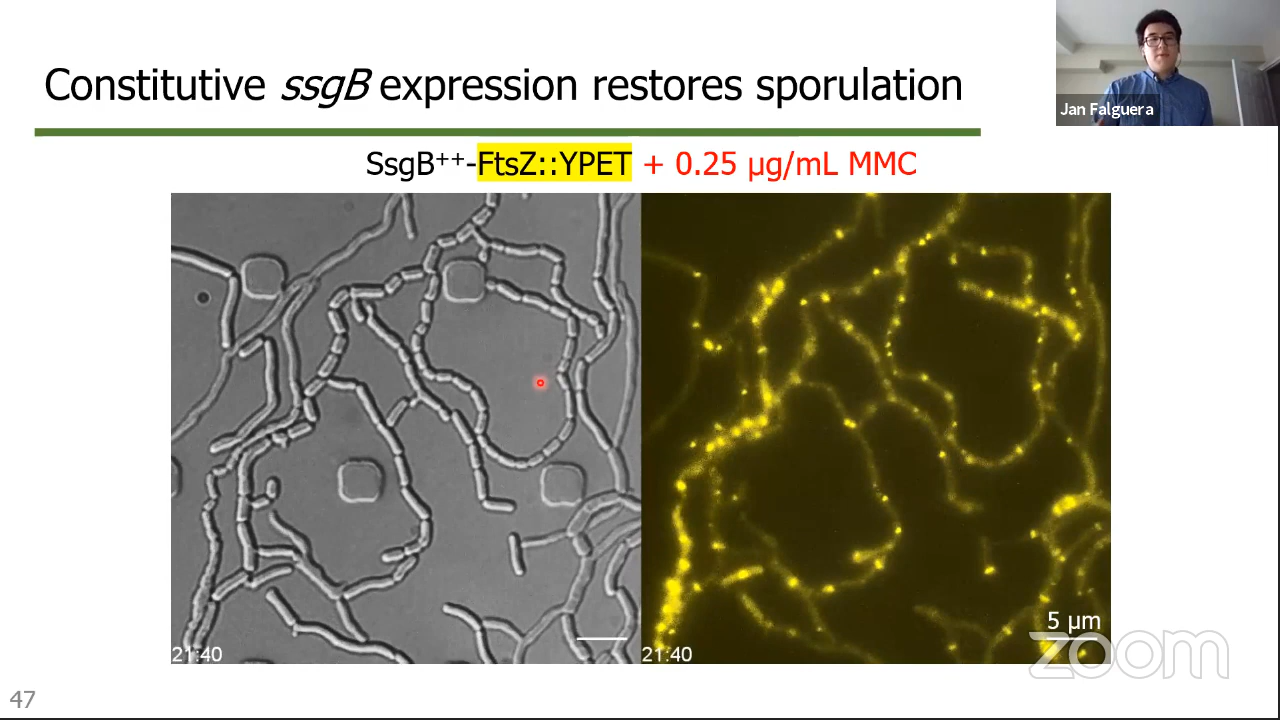 Constitutive ssgB expression restores sporulation
Jan Falguera
SsgB++-FtsZ::YPET + 0.25 µg/mL MMC
21:40
21:40
5 µm
zoom
47